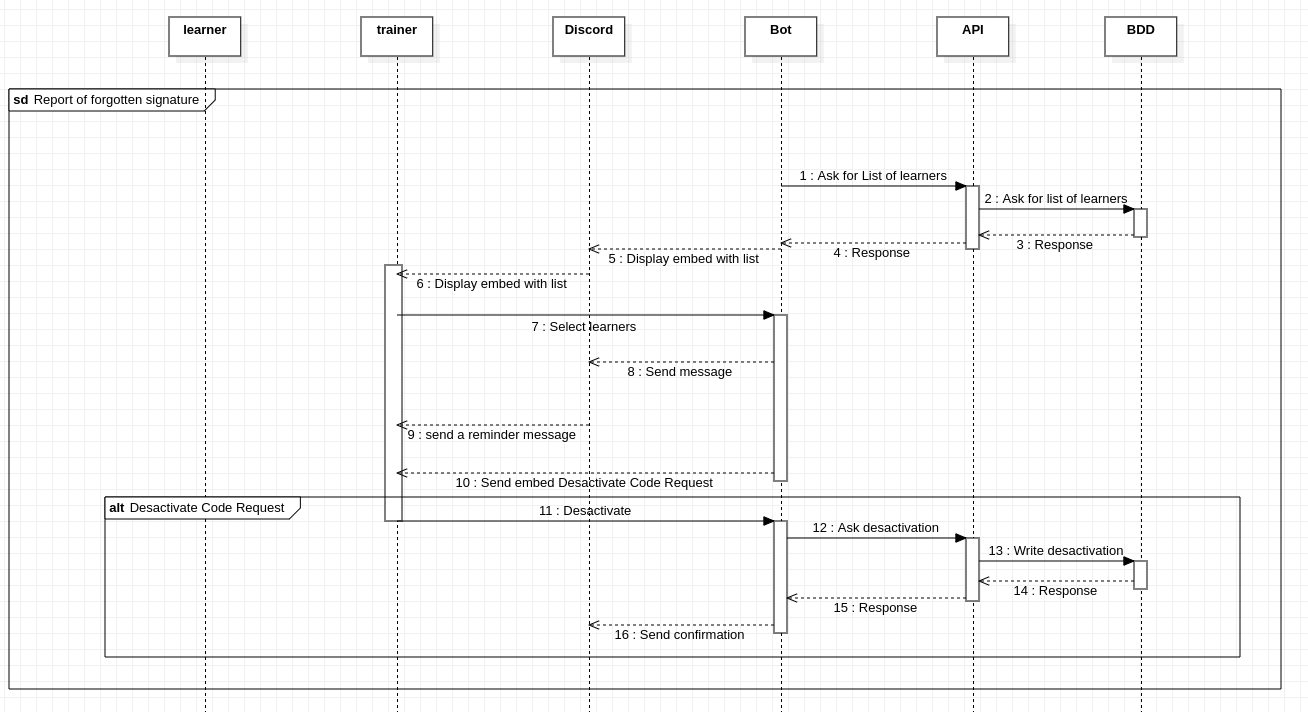 learner
trainer
Discord
Bot
API
BDD
sd Report of forgotten signature
1 : Ask for List of learners
2 : Ask for list of learners
3 : Response
4 : Response
5 : Display embed with list
6 : Display embed with list
7 : Select learners
8 : Send message
9 : send a reminder message
10 : Send embed Desactivate Code Request
alt Desactivate Code Request
11 : Desactivate
12 : Ask desactivation
13 : Write desactivation
14 : Response
15 : Response
16 : Send confirmation